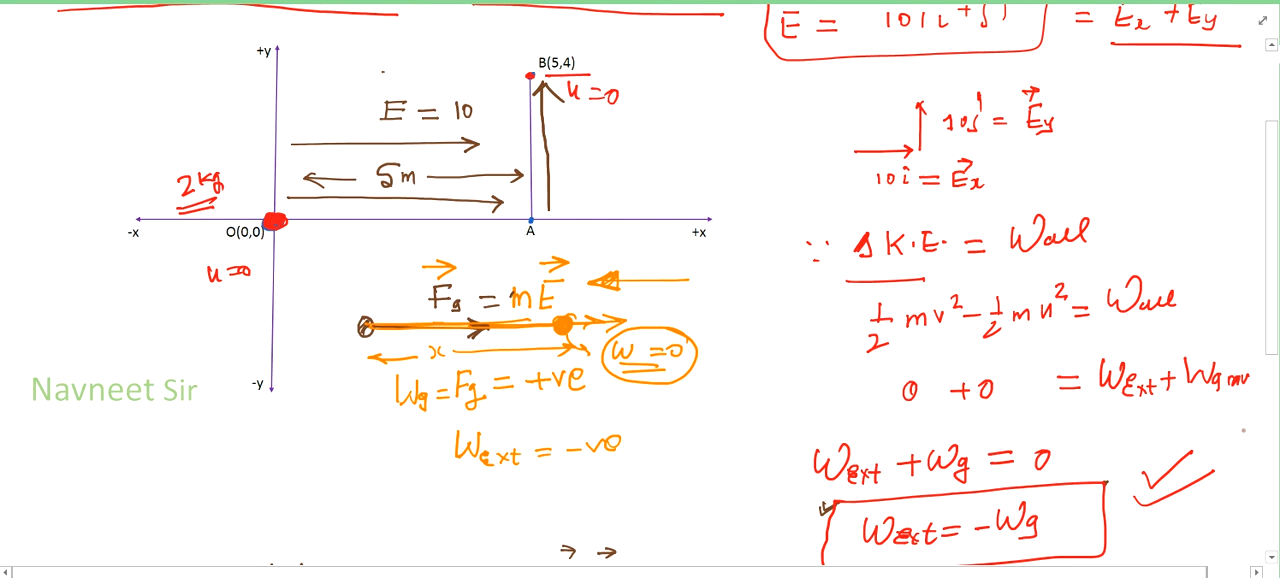 E = 10(i + j) = Ex + Ey
+y
B(5,4)
u = 0
E = 10
10j = Ey
5m
10i = Ex
2kg
-x
O(0,0)
A
+x
u = 0
∵ ΔK.E. = Wall
Fg = mE
1/2 mv² - 1/2 mu² = Wall
x
w = 0
Navneet Sir
-y
Wg = Fg = +ve
0 + 0 = Wext + Wg
Wext = -ve
Wext + Wg = 0
Wext = -Wg